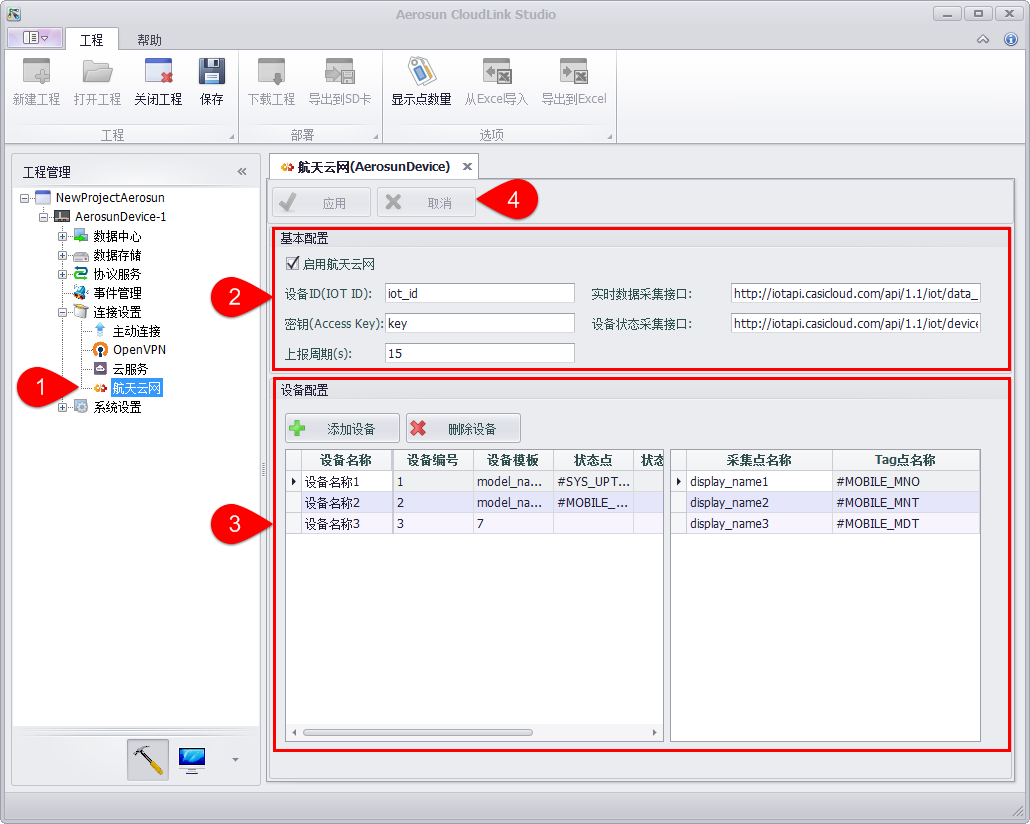 Aerosun CloudLink Studio
工程 帮助
新建工程 打开工程 关闭工程 保存 下载工程 导出到SD卡 显示点数量 从Excel导入 导出到Excel
工程 部署 选项
工程管理
NewProjectAerosun
AerosunDevice-1
数据中心
数据存储
协议服务
事件管理
连接设置
主动连接
OpenVPN
云服务
航天云网
系统设置
1
航天云网(AerosunDevice)
应用 取消
4
基本配置
启用航天云网
设备ID(IOT ID): iot_id 实时数据采集接口: http://iotapi.casicloud.com/api/1.1/iot/data_
密钥(Access Key): key 设备状态采集接口: http://iotapi.casicloud.com/api/1.1/iot/device
上报周期(s): 15
2
设备配置
添加设备 删除设备
设备名称 设备编号 设备模板 状态点 状态 采集点名称 Tag点名称
设备名称1 1 model_na... #SYS_UPT... display_name1 #MOBILE_MNO
设备名称2 2 model_na... #MOBILE_... display_name2 #MOBILE_MNT
设备名称3 3 7 display_name3 #MOBILE_MDT
3